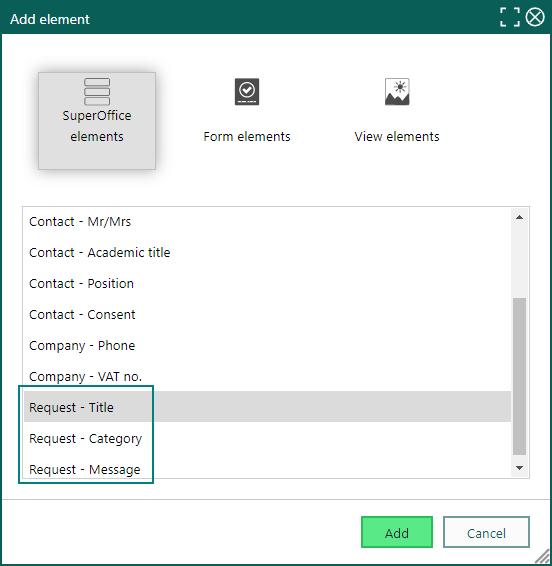 Add element
SuperOffice
elements
Form elements
View elements
Contact - Mr/Mrs
Contact - Academic title
Contact - Position
Contact - Consent
Company - Phone
Company - VAT no.
Request - Title
Request - Category
Request - Message
Add
Cancel